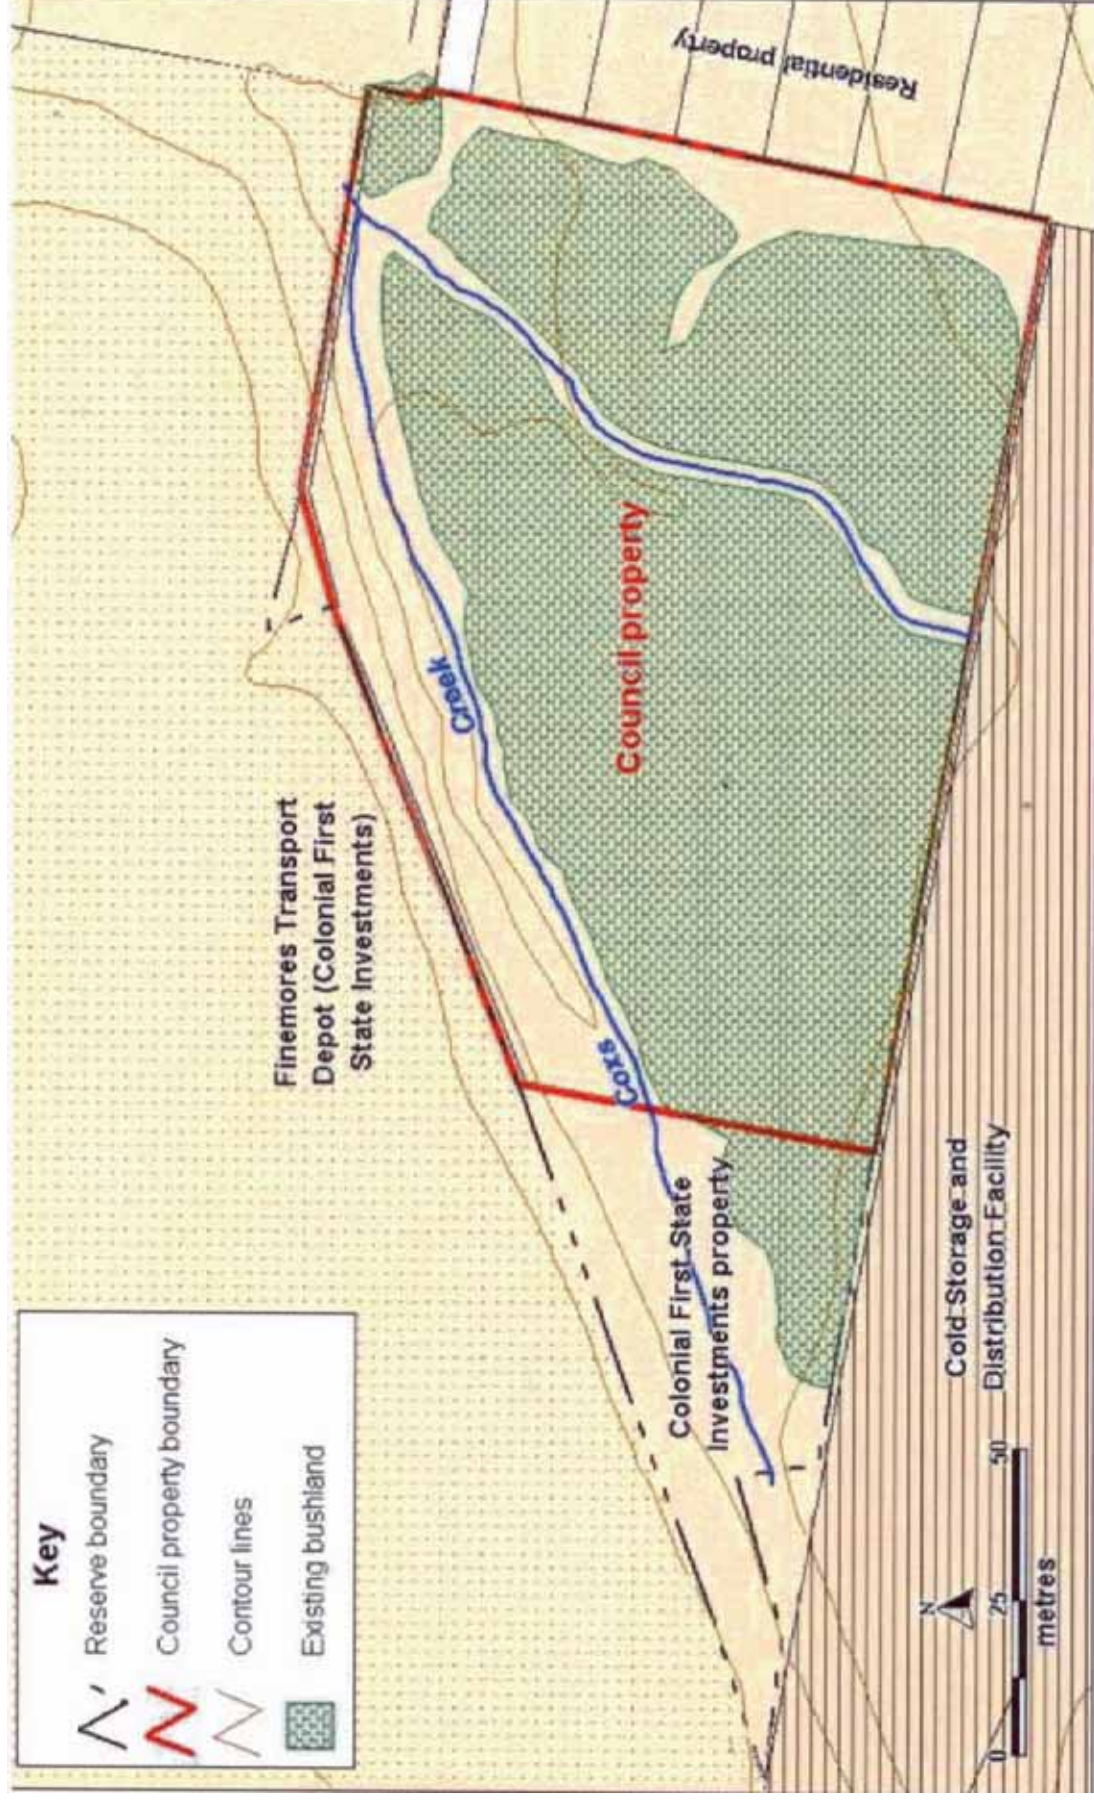 Key
Reserve boundary
Council property boundary
Contour lines
Existing bushland
Finemores Transport
Depot (Colonial First
State Investments)
Residential property
Creek
Coxs
Council property
Colonial First State
Investments property
Cold Storage and
Distribution Facility
N
0 25 50
metres